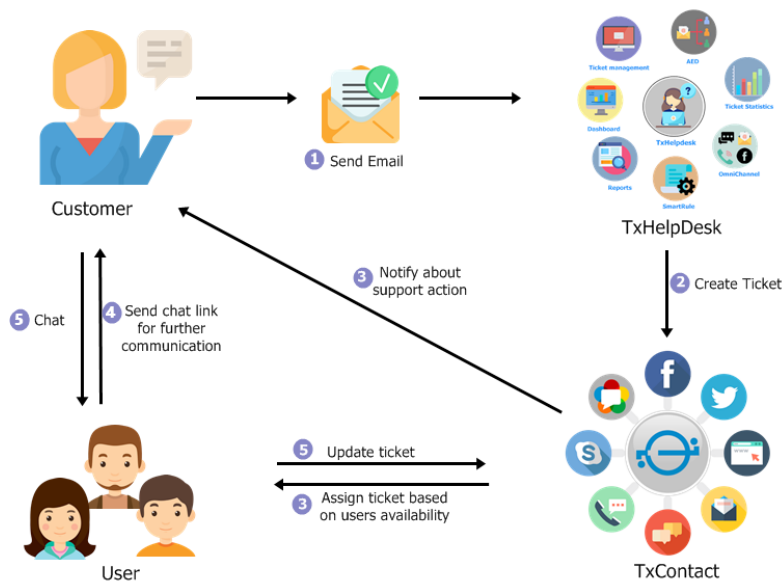 Ticket management
AED
Ticket Statistics
Dashboard
TxHelpdesk
OmniChannel
Reports
SmartRule
1 Send Email
Customer
TxHelpDesk
3 Notify about
support action
2 Create Ticket
5 Chat
4 Send chat link
for further
communication
www
5 Update ticket
3 Assign ticket based
on users availability
User
TxContact